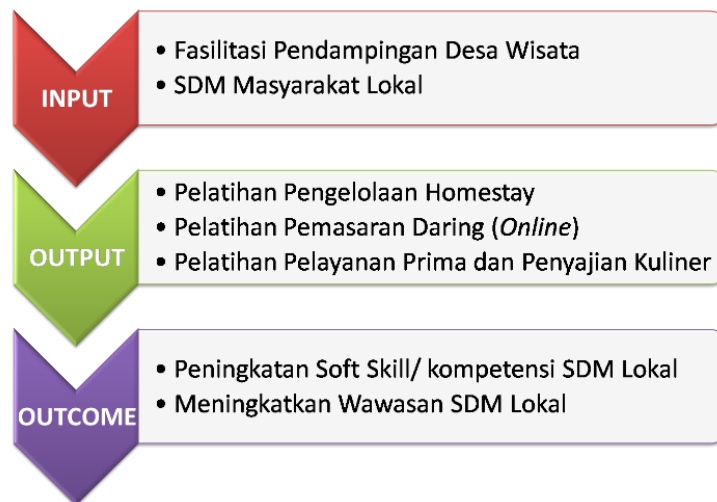 INPUT
• Fasilitasi Pendampingan Desa Wisata
• SDM Masyarakat Lokal
OUTPUT
• Pelatihan Pengelolaan Homestay
• Pelatihan Pemasaran Daring (Online)
• Pelatihan Pelayanan Prima dan Penyajian Kuliner
OUTCOME
• Peningkatan Soft Skill/ kompetensi SDM Lokal
• Meningkatkan Wawasan SDM Lokal